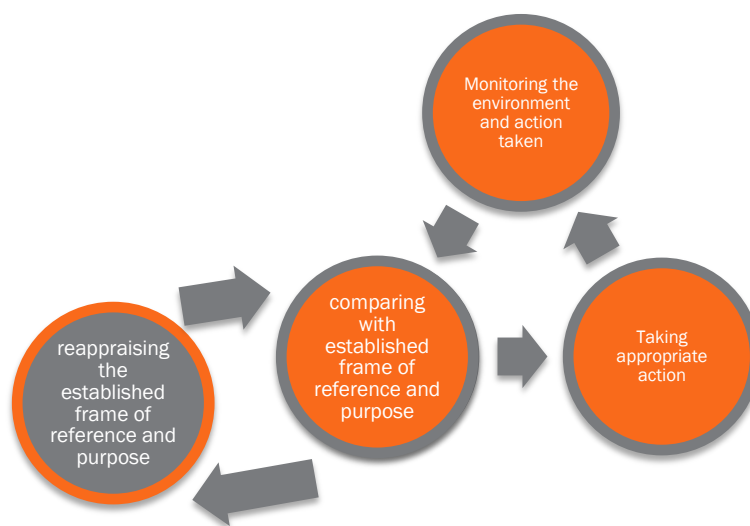 Monitoring the
environment
and action
taken
comparing
with
established
frame of
reference and
purpose
Taking
appropriate
action
reappraising
the
established
frame of
reference and
purpose